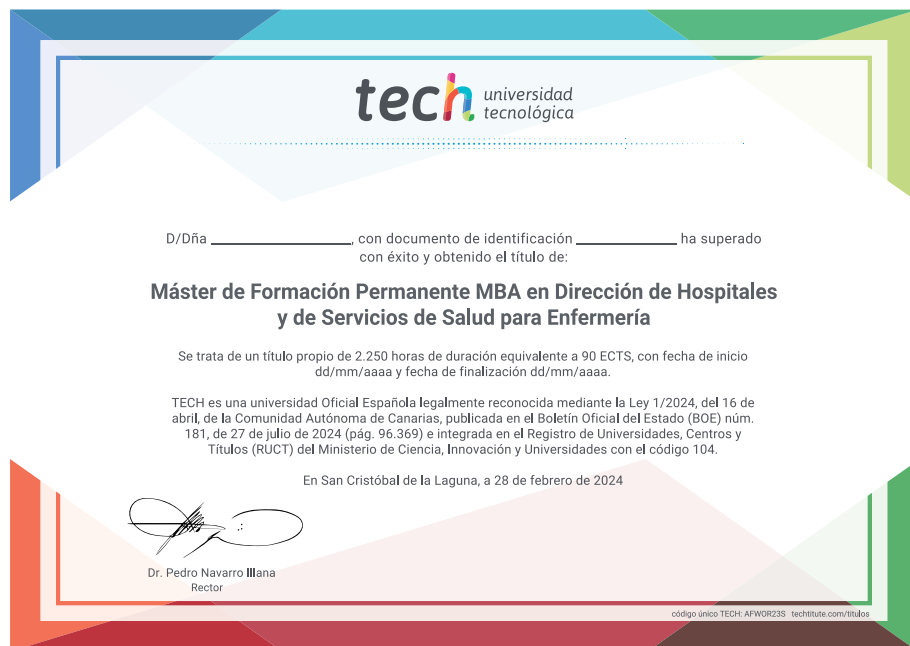 tech universidad
tecnológica
D/Dña ________________, con documento de identificación ____________ ha superado
con éxito y obtenido el título de:
Máster de Formación Permanente MBA en Dirección de Hospitales
y de Servicios de Salud para Enfermería
Se trata de un título propio de 2.250 horas de duración equivalente a 90 ECTS, con fecha de inicio
dd/mm/aaaa y fecha de finalización dd/mm/aaaa.
TECH es una universidad Oficial Española legalmente reconocida mediante la Ley 1/2024, del 16 de
abril, de la Comunidad Autónoma de Canarias, publicada en el Boletín Oficial del Estado (BOE) núm.
181, de 27 de julio de 2024 (pág. 96.369) e integrada en el Registro de Universidades, Centros y
Títulos (RUCT) del Ministerio de Ciencia, Innovación y Universidades con el código 104.
En San Cristóbal de la Laguna, a 28 de febrero de 2024
Dr. Pedro Navarro Illana
Rector
código único TECH: AFWOR23S techtitute.com/titulos